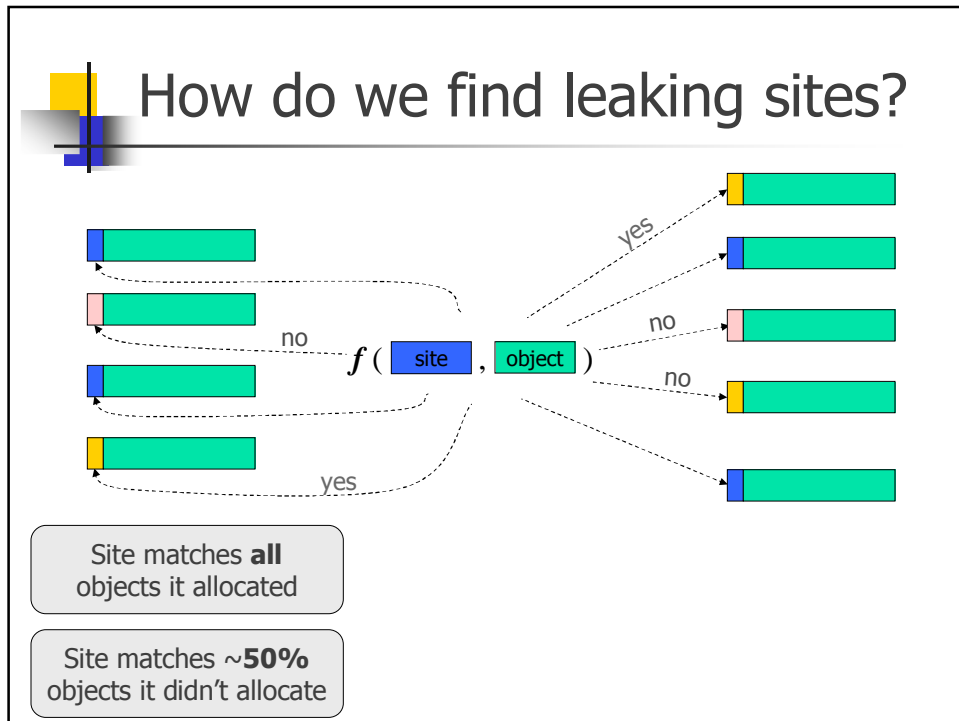 How do we find leaking sites?
yes
no
no
f ( site , object )
no
yes
Site matches all
objects it allocated
Site matches ~50%
objects it didn't allocate